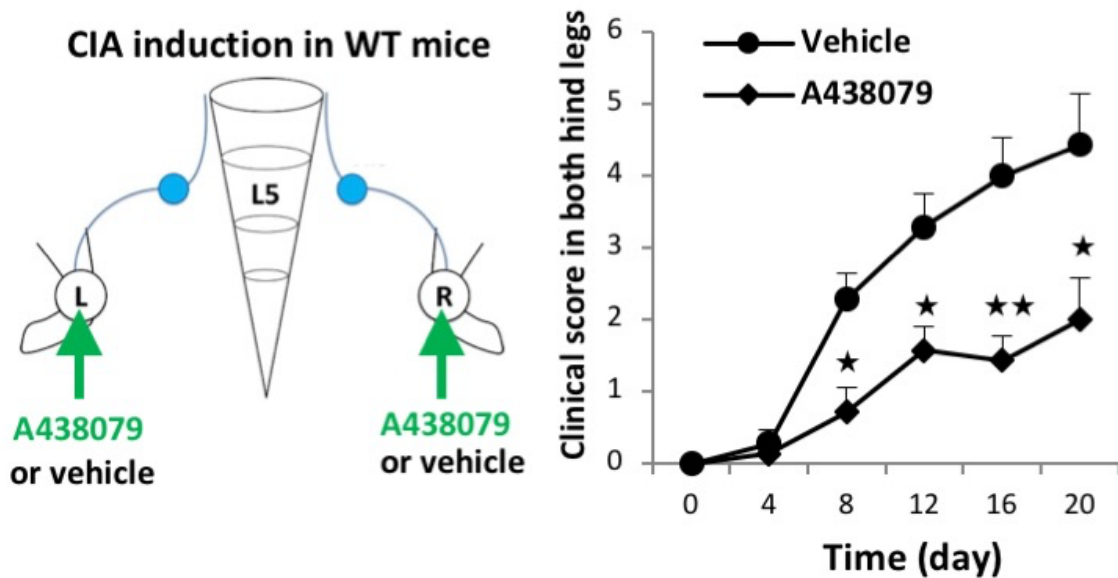 CIA induction in WT mice
L5
L
R
A438079
or vehicle
A438079
or vehicle
Clinical score in both hind legs
6
5
4
3
2
1
0
Vehicle
A438079
★
★
★★
★
0 4 8 12 16 20
Time (day)